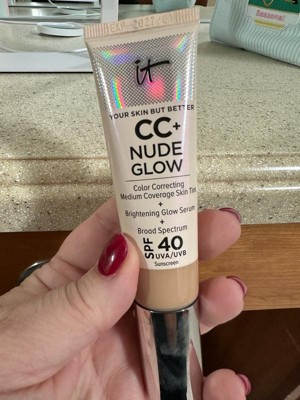 it
YOUR SKIN BUT BETTER
CC+
NUDE
GLOW
Color Correcting
Medium Coverage Skin Tint
+
Brightening Glow Serum
+
Broad Spectrum
SPF 40
UVA/UVB
Sunscreen
Seasonal